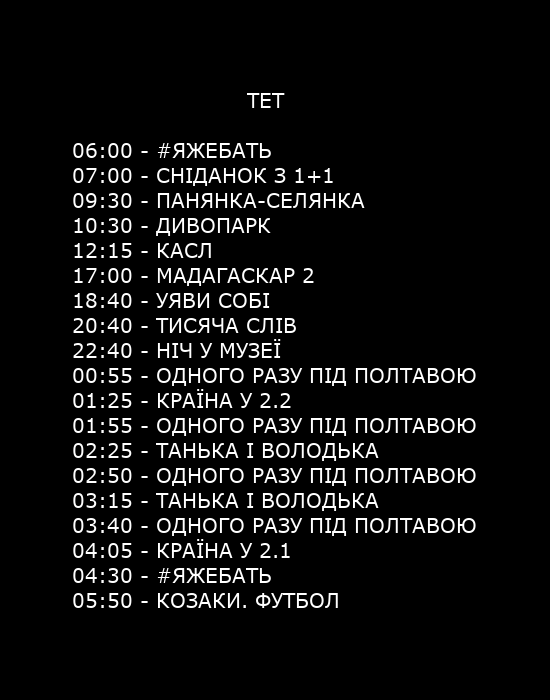 ТЕТ
06:00 - #ЯЖЕБАТЬ
07:00 - СНІДАНОК З 1+1
09:30 - ПАНЯНКА-СЕЛЯНКА
10:30 - ДИВОПАРК
12:15 - КАСЛ
17:00 - МАДАГАСКАР 2
18:40 - УЯВИ СОБІ
20:40 - ТИСЯЧА СЛІВ
22:40 - НІЧ У МУЗЕЇ
00:55 - ОДНОГО РАЗУ ПІД ПОЛТАВОЮ
01:25 - КРАЇНА У 2.2
01:55 - ОДНОГО РАЗУ ПІД ПОЛТАВОЮ
02:25 - ТАНЬКА І ВОЛОДЬКА
02:50 - ОДНОГО РАЗУ ПІД ПОЛТАВОЮ
03:15 - ТАНЬКА І ВОЛОДЬКА
03:40 - ОДНОГО РАЗУ ПІД ПОЛТАВОЮ
04:05 - КРАЇНА У 2.1
04:30 - #ЯЖЕБАТЬ
05:50 - КОЗАКИ. ФУТБОЛ